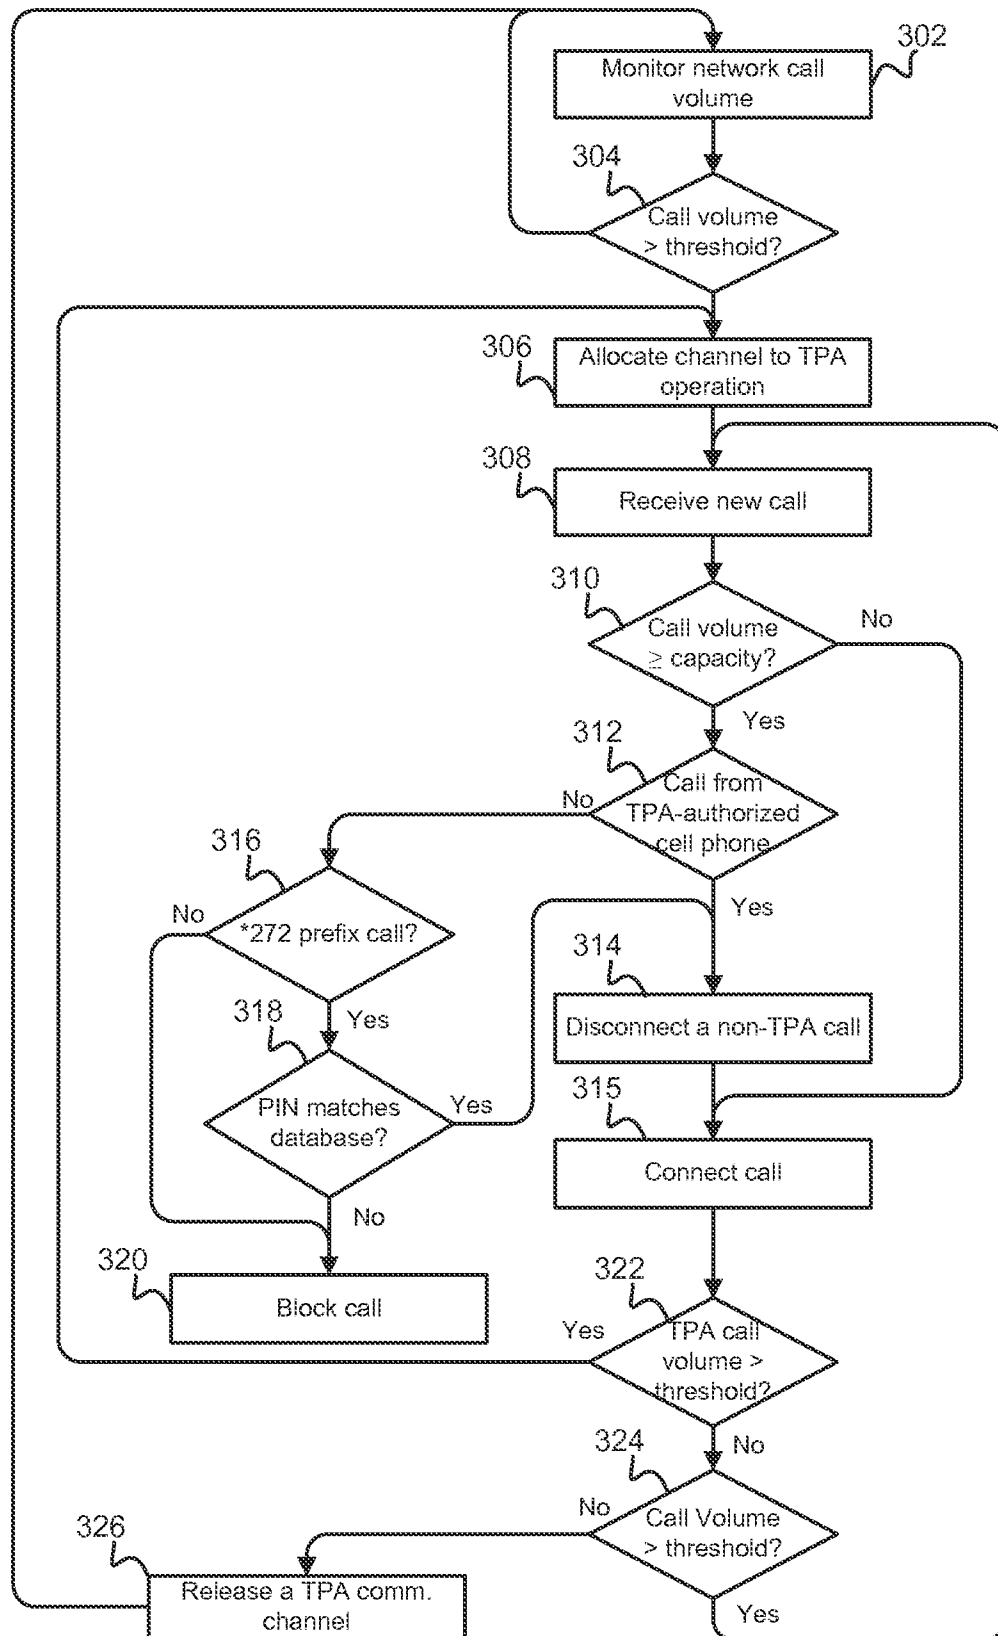 302
Monitor network call
volume
304
Call volume
> threshold?
306
Allocate channel to TPA
operation
308
Receive new call
310
Call volume
≥ capacity?
No
Yes
312
Call from
TPA-authorized
cell phone
No
Yes
316
*272 prefix call?
No
Yes
314
Disconnect a non-TPA call
318
PIN matches
database?
Yes
No
315
Connect call
320
Block call
322
TPA call
volume >
threshold?
Yes
No
324
Call Volume
> threshold?
No
Yes
326
Release a TPA comm.
channel